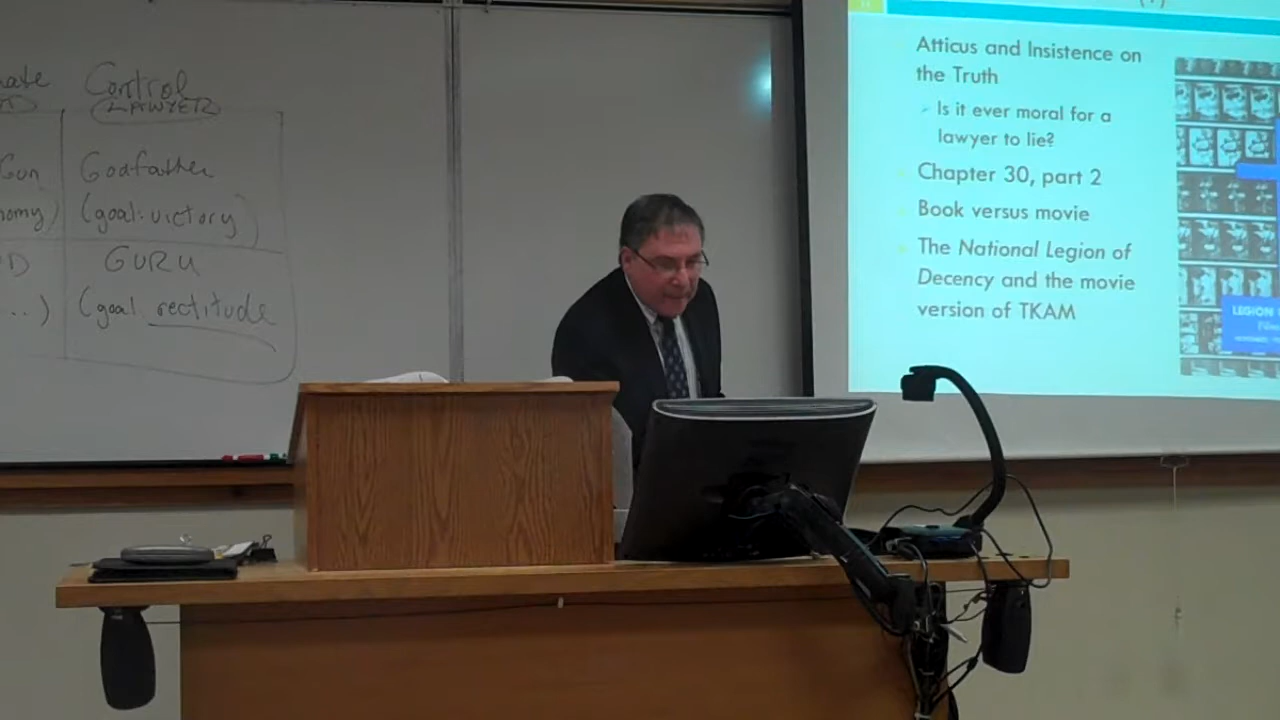 Control
LAWYER
Gun
Godfather
(goal: victory)
GURU
(goal rectitude
Atticus and Insistence on
the Truth
Is it ever moral for a
lawyer to lie?
Chapter 30, part 2
Book versus movie
The National Legion of
Decency and the movie
version of TKAM
LEGION